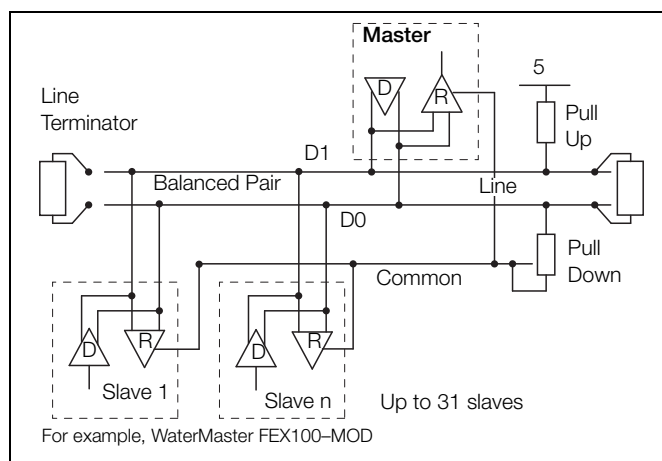 Master
5
Line
Terminator
D
R
Pull
Up
D1
Balanced Pair
Line
D0
Pull
Down
Common
D
R
Slave 1
D
R
Slave n
Up to 31 slaves
For example, WaterMaster FEX100–MOD